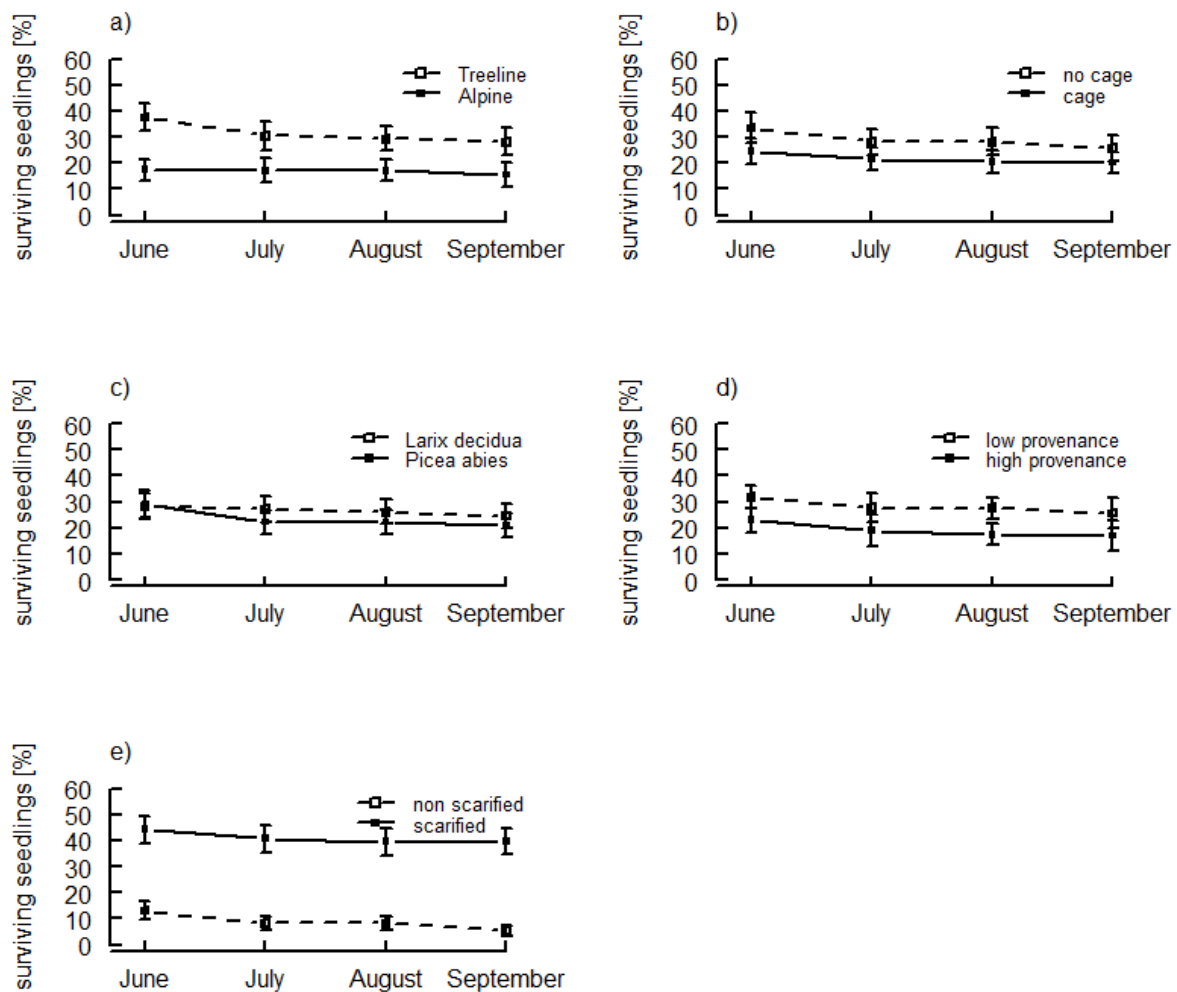 a)
surviving seedlings [%]
60
50
40
30
20
10
0
Treeline
Alpine
June July August September
b)
surviving seedlings [%]
60
50
40
30
20
10
0
no cage
cage
June July August September
c)
surviving seedlings [%]
60
50
40
30
20
10
0
Larix decidua
Picea abies
June July August September
d)
surviving seedlings [%]
60
50
40
30
20
10
0
low provenance
high provenance
June July August September
e)
surviving seedlings [%]
60
50
40
30
20
10
0
non scarified
scarified
June July August September